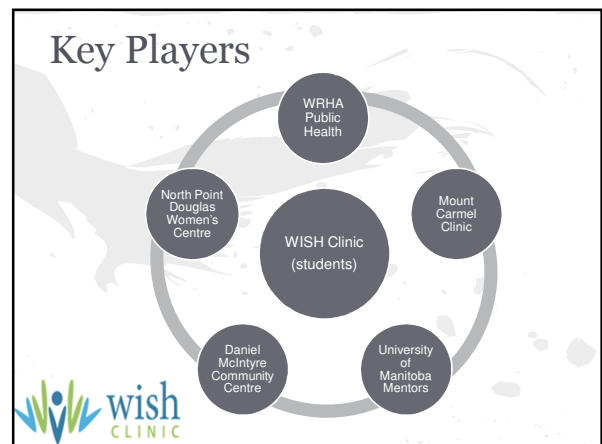 Key Players
WRHA
Public
Health
North Point
Douglas
Women's
Centre
Mount
Carmel
Clinic
WISH Clinic
(students)
Daniel
McIntyre
Community
Centre
University
of
Manitoba
Mentors
wish
CLINIC